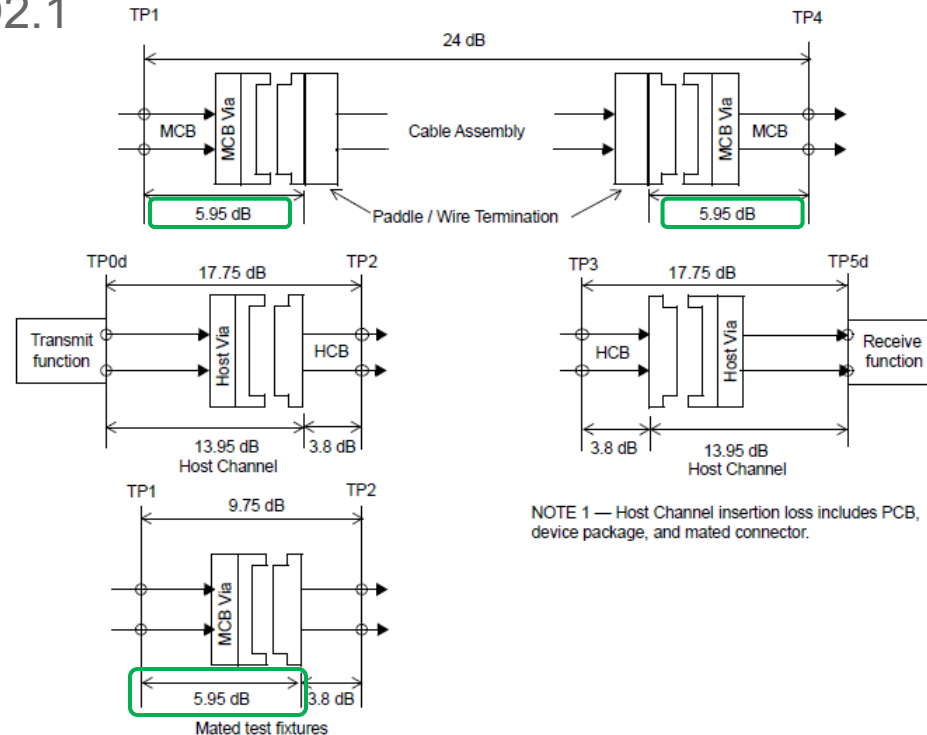 TP1
TP4
24 dB
MCB
MCB Via
Cable Assembly
MCB Via
MCB
5.95 dB
Paddle / Wire Termination
5.95 dB
TP0d
17.75 dB
TP2
TP3
17.75 dB
TP5d
Transmit
function
Host Via
HCB
HCB
Host Via
Receive
function
13.95 dB
Host Channel
3.8 dB
3.8 dB
13.95 dB
Host Channel
TP1
9.75 dB
TP2
NOTE 1 — Host Channel insertion loss includes PCB,
device package, and mated connector.
MCB Via
5.95 dB
3.8 dB
Mated test fixtures